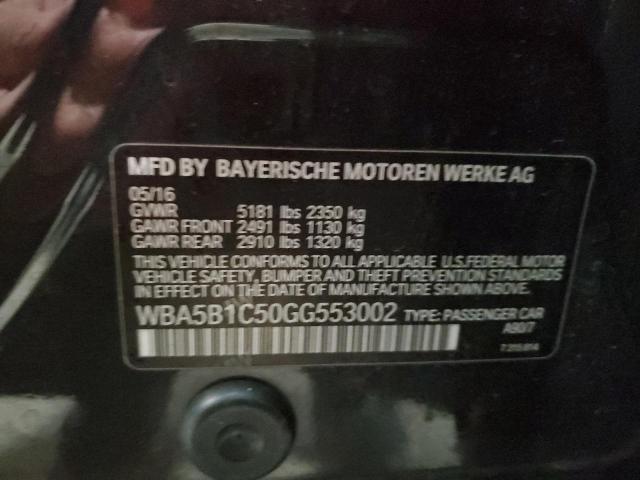 MFD BY BAYERISCHE MOTOREN WERKE AG
05/16
GVWR 5181 lbs 2350 kg
GAWR FRONT 2491 lbs 1130 kg
GAWR REAR 2910 lbs 1320 kg
THIS VEHICLE CONFORMS TO ALL APPLICABLE U.S.FEDERAL MOTOR
VEHICLE SAFETY, BUMPER AND THEFT PREVENTION STANDARDS
IN EFFECT ON THE DATE OF MANUFACTURE SHOWN ABOVE.
WBA5B1C50GG553002 TYPE: PASSENGER CAR
A90/7